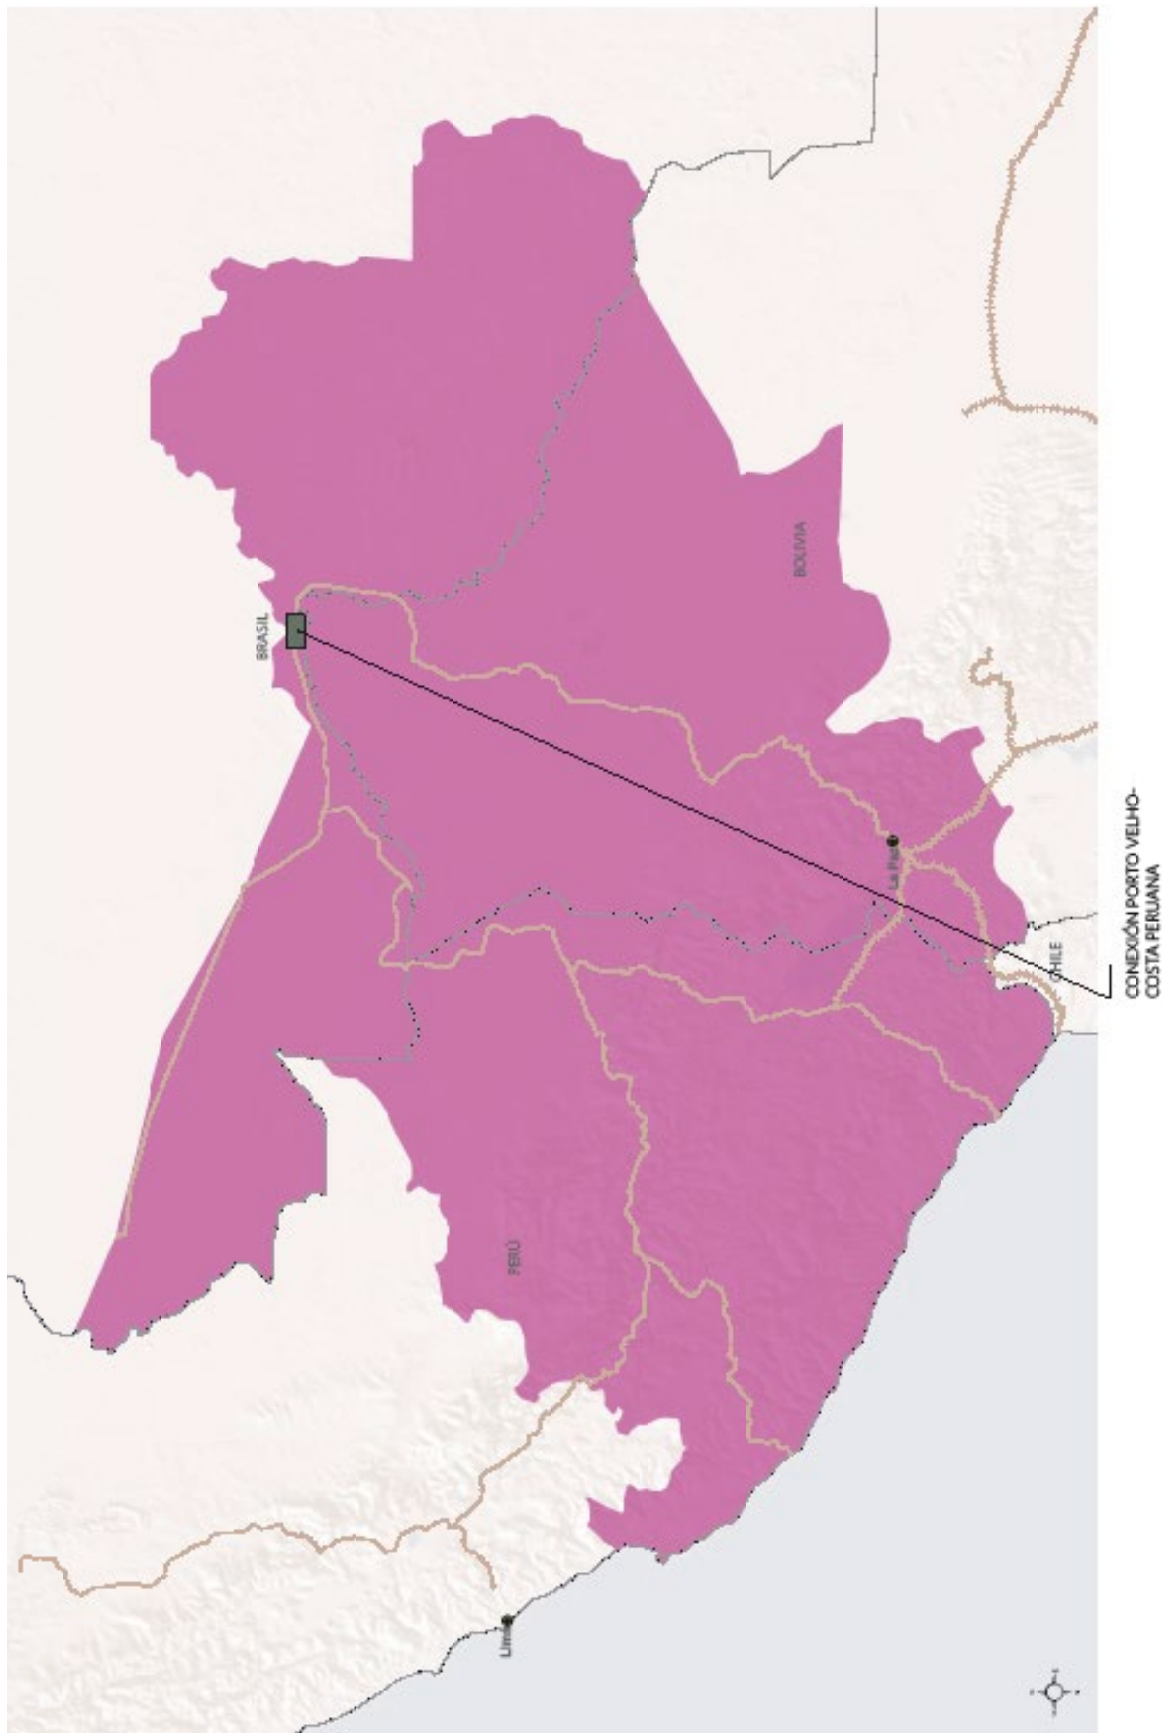 BRASIL
BOLIVIA
La Paz
CHILE
PERÚ
Lima
CONEXIÓN PORTO VELHO-
COSTA PERUANA